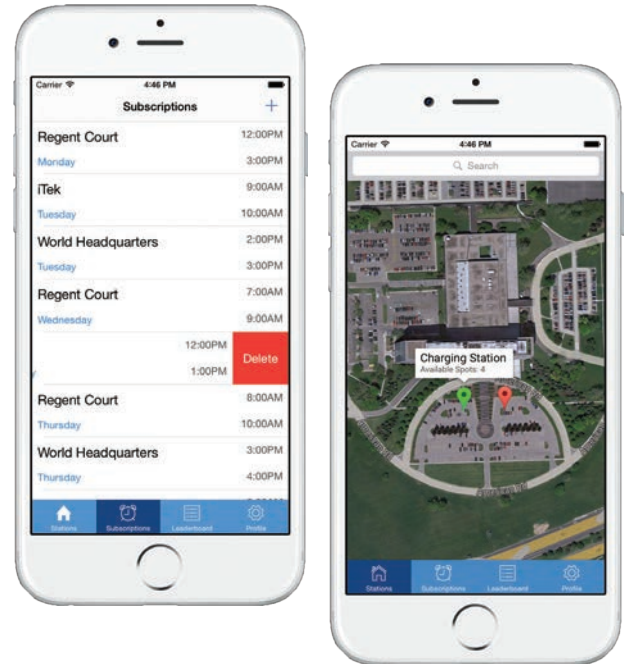 Carrier 4:46 PM
Subscriptions +
Regent Court 12:00PM
Monday 3:00PM
iTek 9:00AM
Tuesday 10:00AM
World Headquarters 2:00PM
Tuesday 3:00PM
Regent Court 7:00AM
Wednesday 9:00AM
12:00PM
Delete
y 1:00PM
Regent Court 8:00AM
Thursday 10:00AM
World Headquarters 3:00PM
Thursday 4:00PM
Stations Subscriptions Leaderboard Profile
Carrier 4:46 PM
Search
Charging Station
Available Spots: 4
Stations Subscriptions Leaderboard Profile